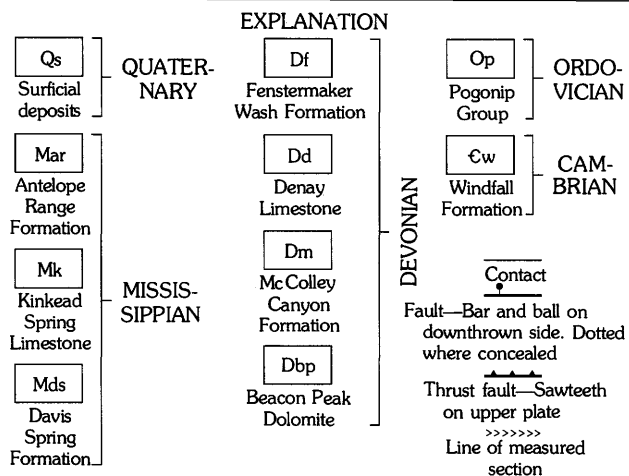 EXPLANATION
Qs
Surficial
deposits
QUATER-
NARY
Mar
Antelope
Range
Formation
Mk
Kinkead
Spring
Limestone
Mds
Davis
Spring
Formation
MISSIS-
SIPPIAN
Df
Fenstermaker
Wash Formation
Dd
Denay
Limestone
Dm
McColley
Canyon
Formation
Dbp
Beacon Peak
Dolomite
DEVONIAN
Op
Pogonip
Group
ORDO-
VICIAN
Єw
Windfall
Formation
CAM-
BRIAN
Contact
Fault—Bar and ball on
downthrown side. Dotted
where concealed
Thrust fault—Sawteeth
on upper plate
>>>>>>>
Line of measured
section